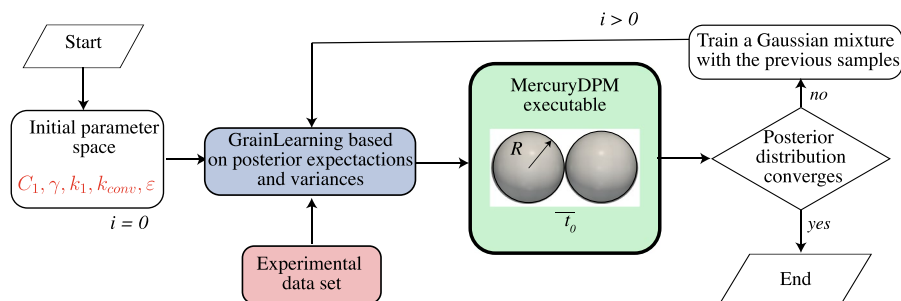 Start
i > 0
Train a Gaussian mixture
with the previous samples
MercuryDPM
executable
no
Initial parameter
space
C₁, γ, k₁, k_conv, ε
i = 0
GrainLearning based
on posterior expectactions
and variances
R
t₀
Posterior
distribution
converges
yes
Experimental
data set
End